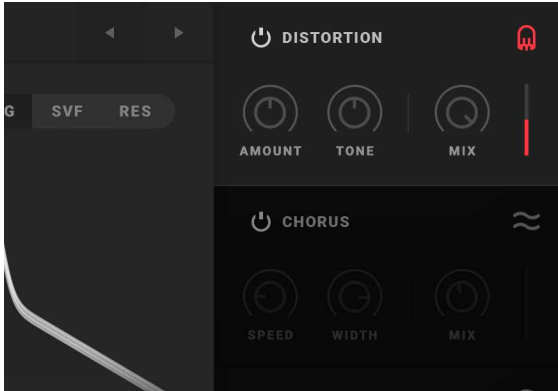 DISTORTION
G SVF RES
AMOUNT TONE MIX
CHORUS
SPEED WIDTH MIX